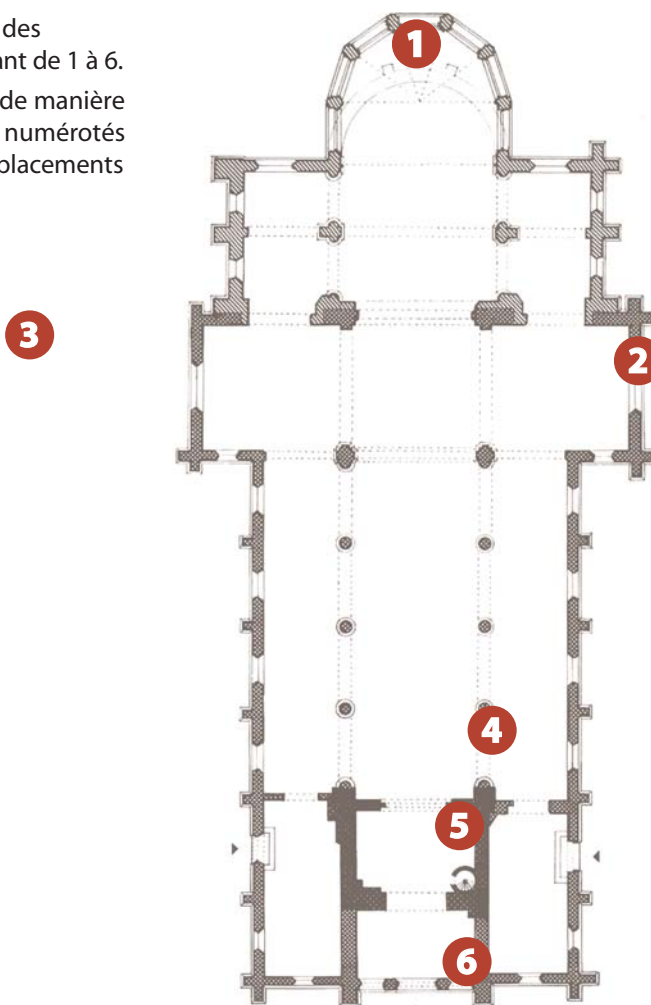 des
ant de 1 à 6.
de manière
numérotés
placements
1
3
2
4
5
6